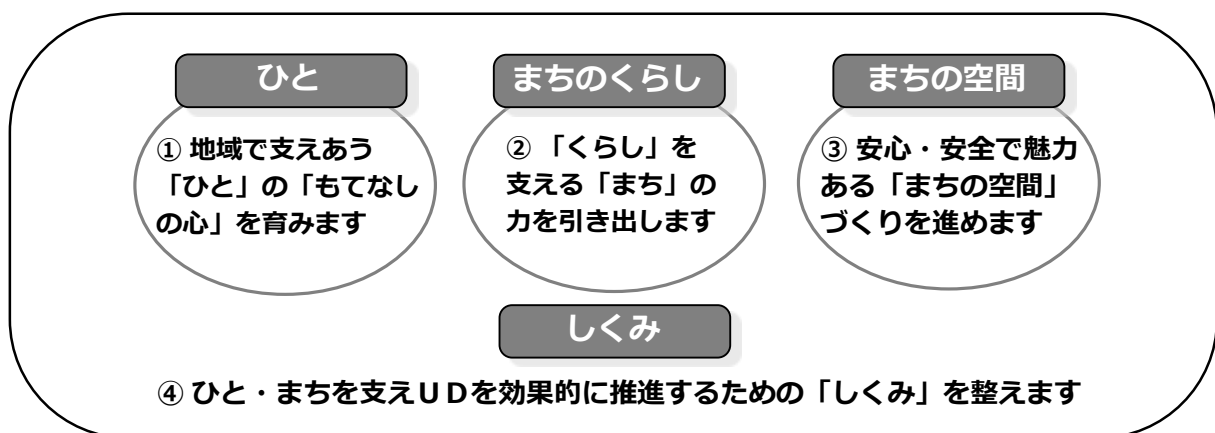 ひと
① 地域で支えあう
「ひと」の「もてなし
の心」を育みます
まちのくらし
② 「くらし」を
支える「まち」の
力を引き出します
まちの空間
③ 安心・安全で魅力
ある「まちの空間」
づくりを進めます
しくみ
④ ひと・まちを支えＵＤを効果的に推進するための「しくみ」を整えます